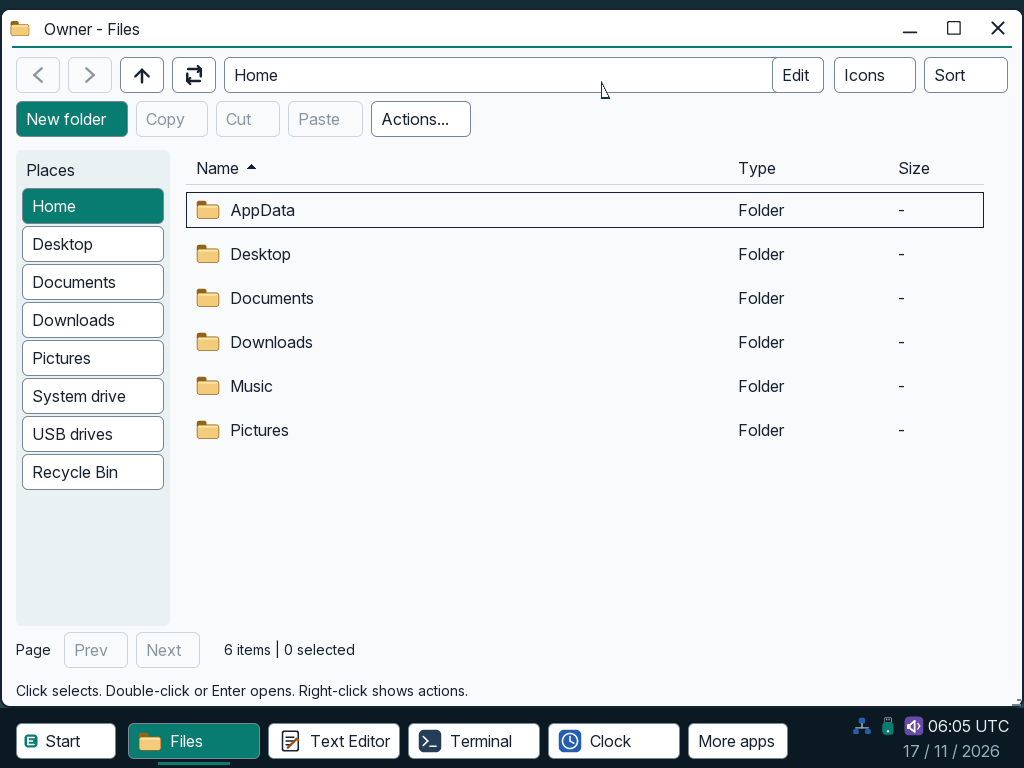 Owner - Files
Home
Edit
Icons
Sort
New folder
Copy
Cut
Paste
Actions...
Places
Home
Desktop
Documents
Downloads
Pictures
System drive
USB drives
Recycle Bin
Name Type Size
AppData Folder -
Desktop Folder -
Documents Folder -
Downloads Folder -
Music Folder -
Pictures Folder -
Page Prev Next 6 items | 0 selected
Click selects. Double-click or Enter opens. Right-click shows actions.
Start
Files
Text Editor
Terminal
Clock
More apps
06:05 UTC
17 / 11 / 2026